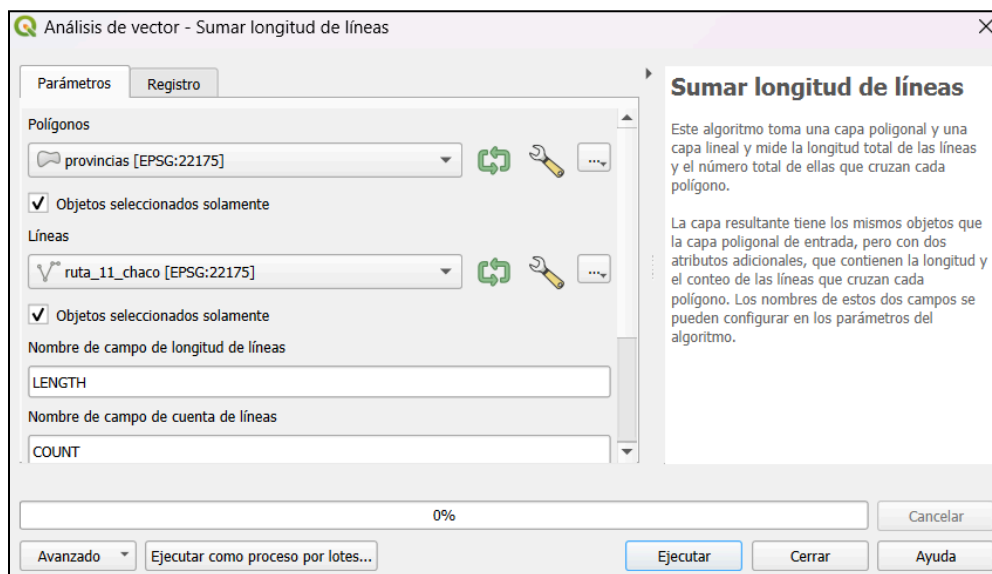 Análisis de vector - Sumar longitud de líneas
Parámetros
Registro
Polígonos
provincias [EPSG:22175]
...
Objetos seleccionados solamente
Líneas
ruta_11_chaco [EPSG:22175]
...
Objetos seleccionados solamente
Nombre de campo de longitud de líneas
LENGTH
Nombre de campo de cuenta de líneas
COUNT
Sumar longitud de líneas
Este algoritmo toma una capa poligonal y una
capa lineal y mide la longitud total de las líneas
y el número total de ellas que cruzan cada
polígono.
La capa resultante tiene los mismos objetos que
la capa poligonal de entrada, pero con dos
atributos adicionales, que contienen la longitud y
el conteo de las líneas que cruzan cada
polígono. Los nombres de estos dos campos se
pueden configurar en los parámetros del
algoritmo.
0%
Cancelar
Avanzado
Ejecutar como proceso por lotes...
Ejecutar
Cerrar
Ayuda